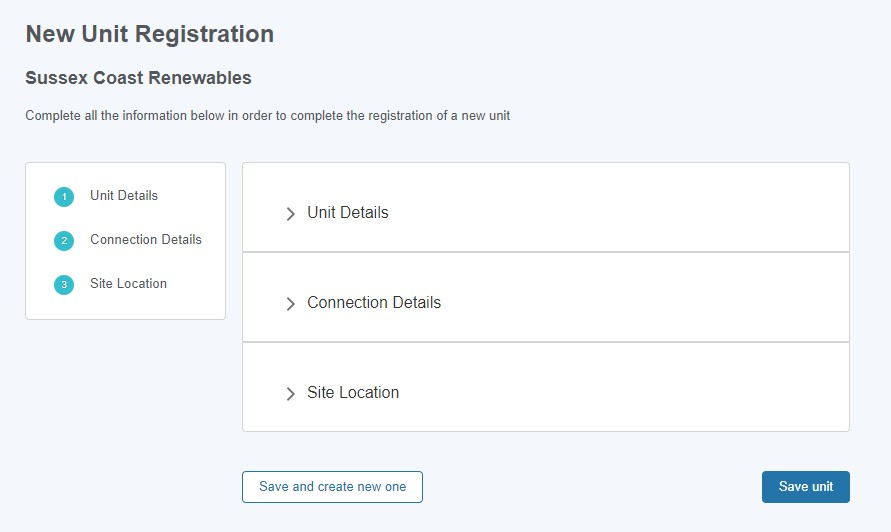 New Unit Registration
Sussex Coast Renewables
Complete all the information below in order to complete the registration of a new unit
1 Unit Details
2 Connection Details
3 Site Location
Unit Details
Connection Details
Site Location
Save and create new one
Save unit